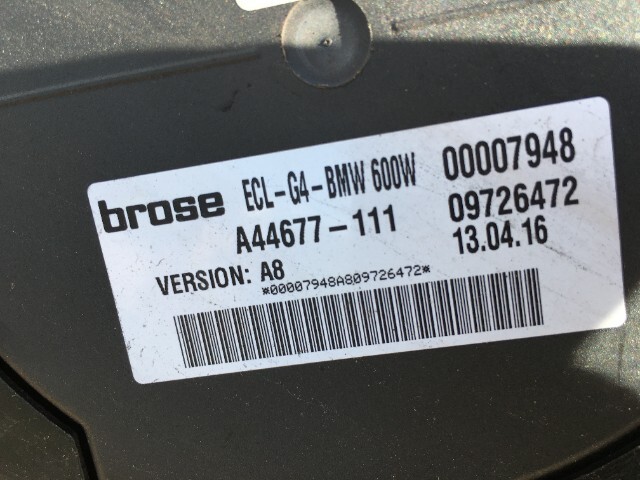 brose ECL-G4-BMW 600W 00007948
A44677-111 09726472
VERSION: A8 13.04.16
*00007948A809726472*